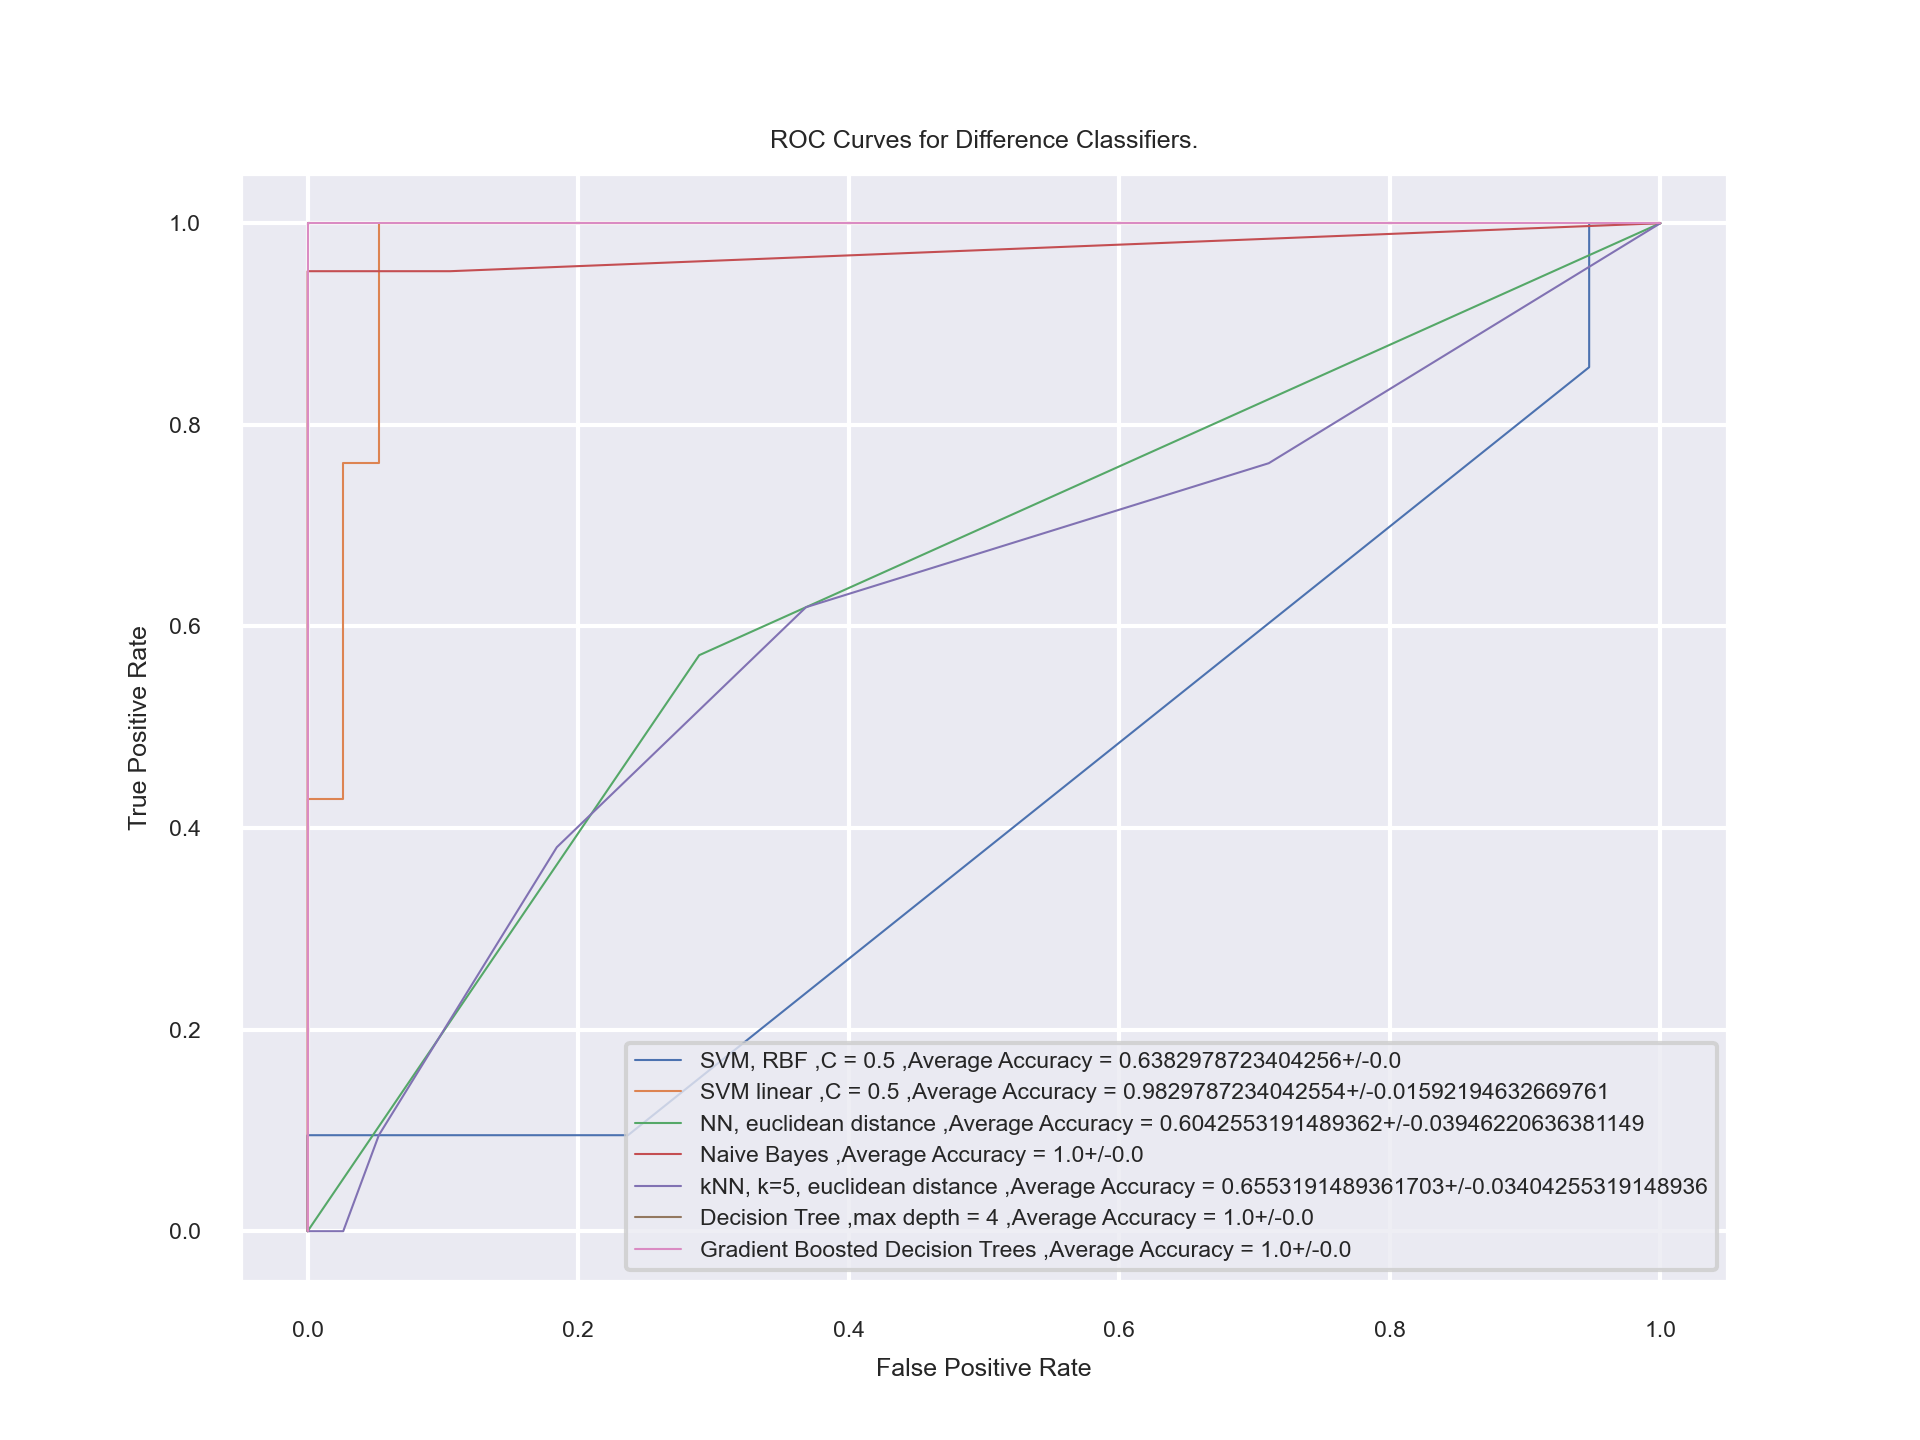 ROC Curves for Difference Classifiers.
1.0
0.8
0.6
0.4
0.2
0.0
True Positive Rate
SVM, RBF ,C = 0.5 ,Average Accuracy = 0.6382978723404256+/-0.0
SVM linear ,C = 0.5 ,Average Accuracy = 0.9829787234042554+/-0.01592194632669761
NN, euclidean distance ,Average Accuracy = 0.6042553191489362+/-0.03946220636381149
Naive Bayes ,Average Accuracy = 1.0+/-0.0
kNN, k=5, euclidean distance ,Average Accuracy = 0.6553191489361703+/-0.03404255319148936
Decision Tree ,max depth = 4 ,Average Accuracy = 1.0+/-0.0
Gradient Boosted Decision Trees ,Average Accuracy = 1.0+/-0.0
0.0 0.2 0.4 0.6 0.8 1.0
False Positive Rate